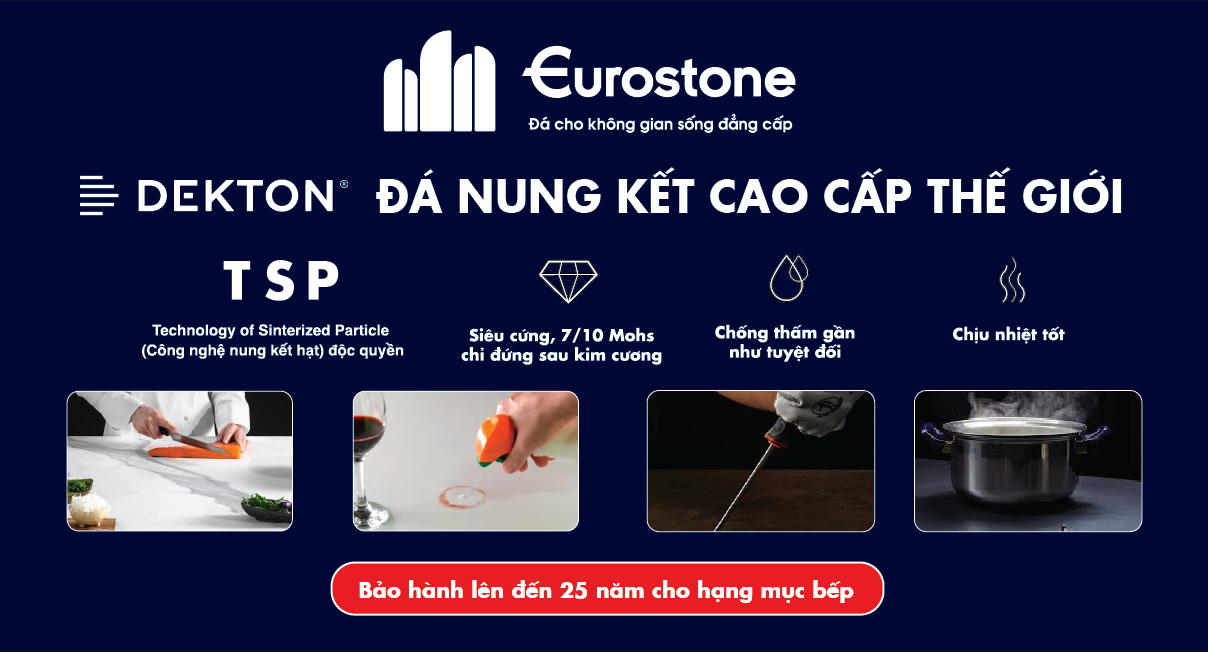 Eurostone
Đá cho không gian sống đẳng cấp
DEKTON® ĐÁ NUNG KẾT CAO CẤP THẾ GIỚI
TSP
Technology of Sinterized Particle
(Công nghệ nung kết hạt) độc quyền
Siêu cứng, 7/10 Mohs
chỉ đứng sau kim cương
Chống thấm gần
như tuyệt đối
Chịu nhiệt tốt
Bảo hành lên đến 25 năm cho hạng mục bếp